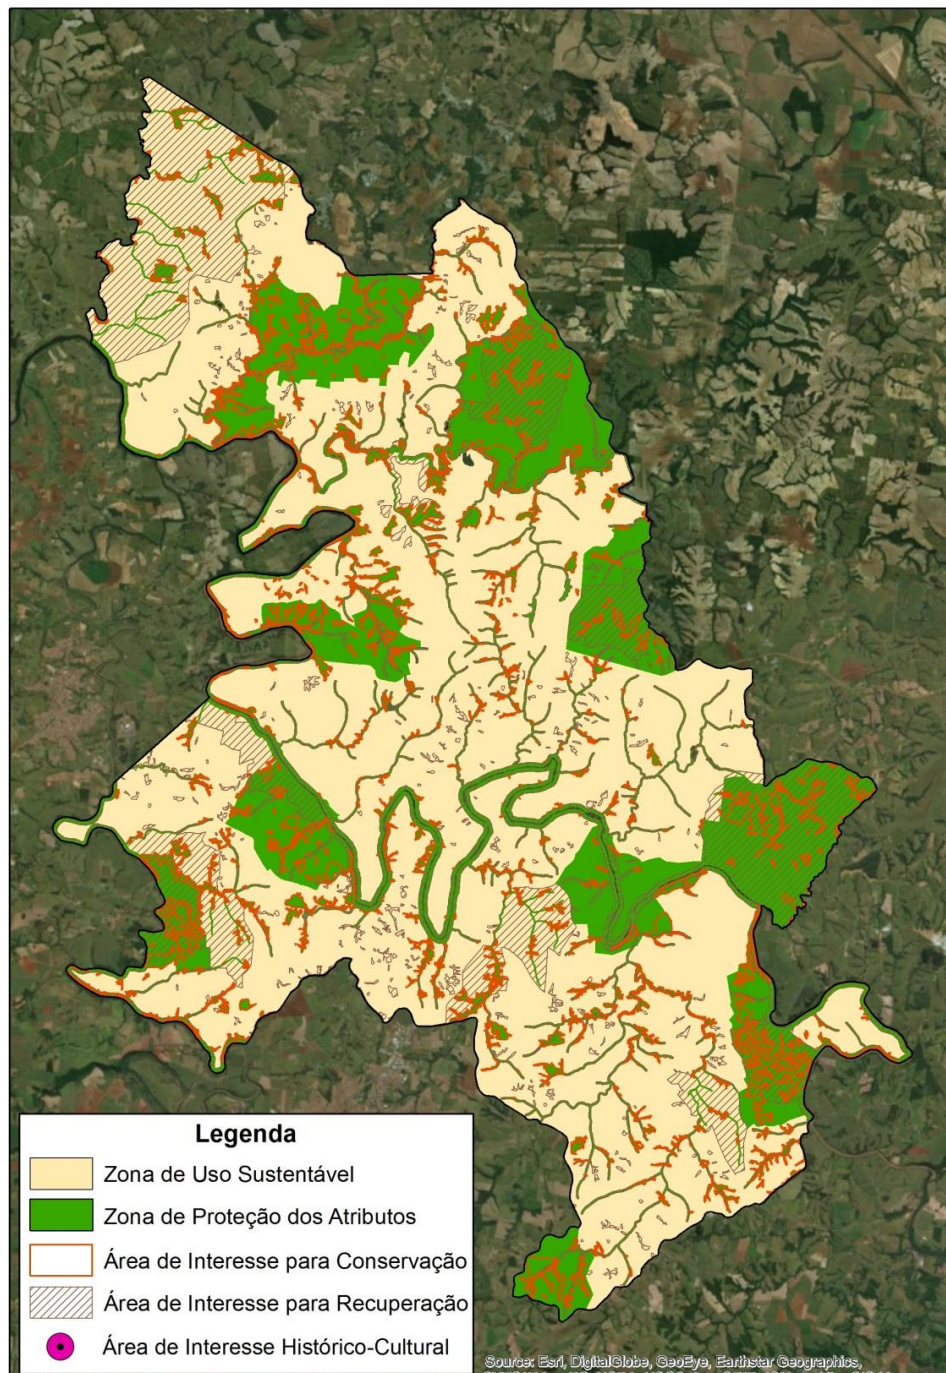 Legenda
Zona de Uso Sustentável
Zona de Proteção dos Atributos
Área de Interesse para Conservação
Área de Interesse para Recuperação
Área de Interesse Histórico-Cultural
Source: Esri, DigitalGlobe, GeoEye, Earthstar Geographics,